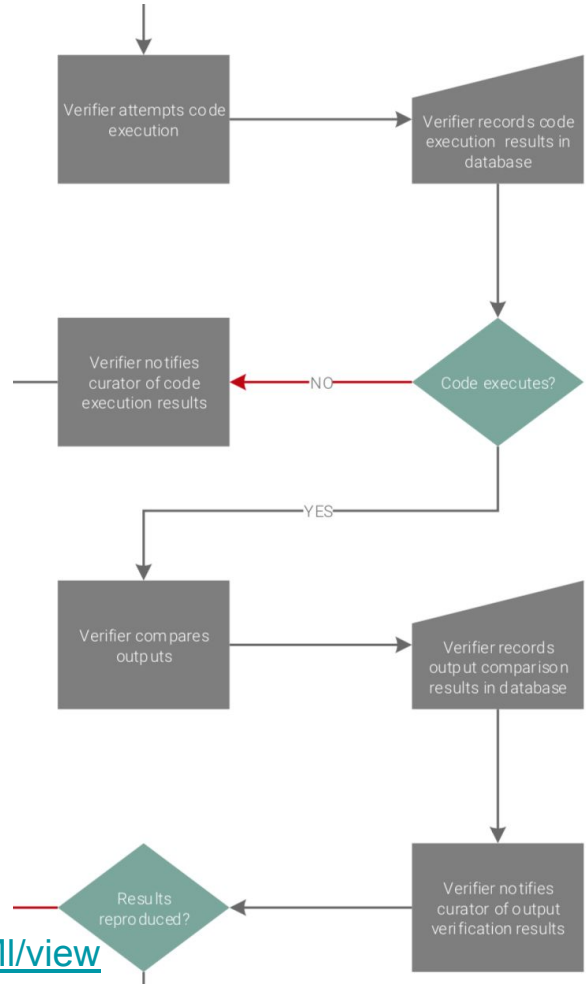 Verifier attempts code
execution
Verifier records code
execution results in
database
Verifier notifies
curator of code
execution results
NO
Code executes?
YES
Verifier compares
outputs
Verifier records
output comparison
results in database
Results
reproduced?
Verifier notifies
curator of output
verification results
/view